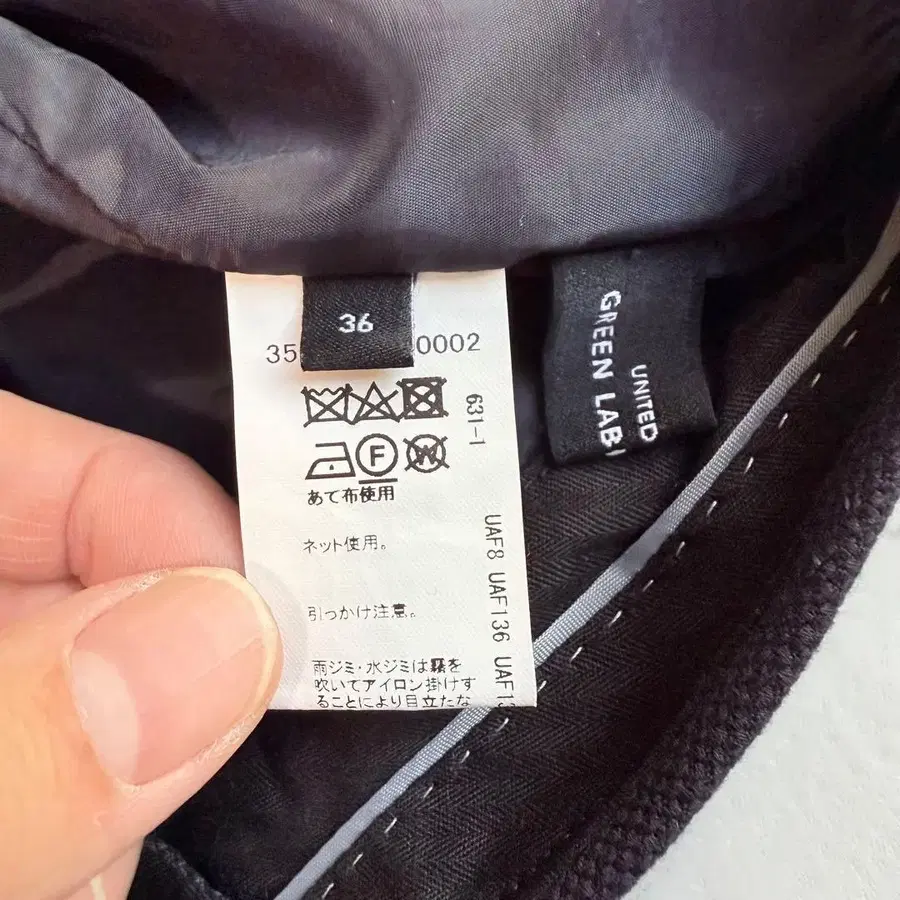 36
35
0002
631-1
F
W
あて布使用
ネット使用。
引っかけ注意。
雨ジミ・水ジミは霧を
吹いてアイロン掛けす
ることにより目立たな
UAF8 UAF136
UNITED
GREEN